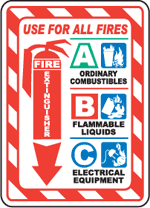 USE FOR ALL FIRES
FIRE
EXTINGUISHER
A
ORDINARY
COMBUSTIBLES
B
FLAMMABLE
LIQUIDS
C
ELECTRICAL
EQUIPMENT